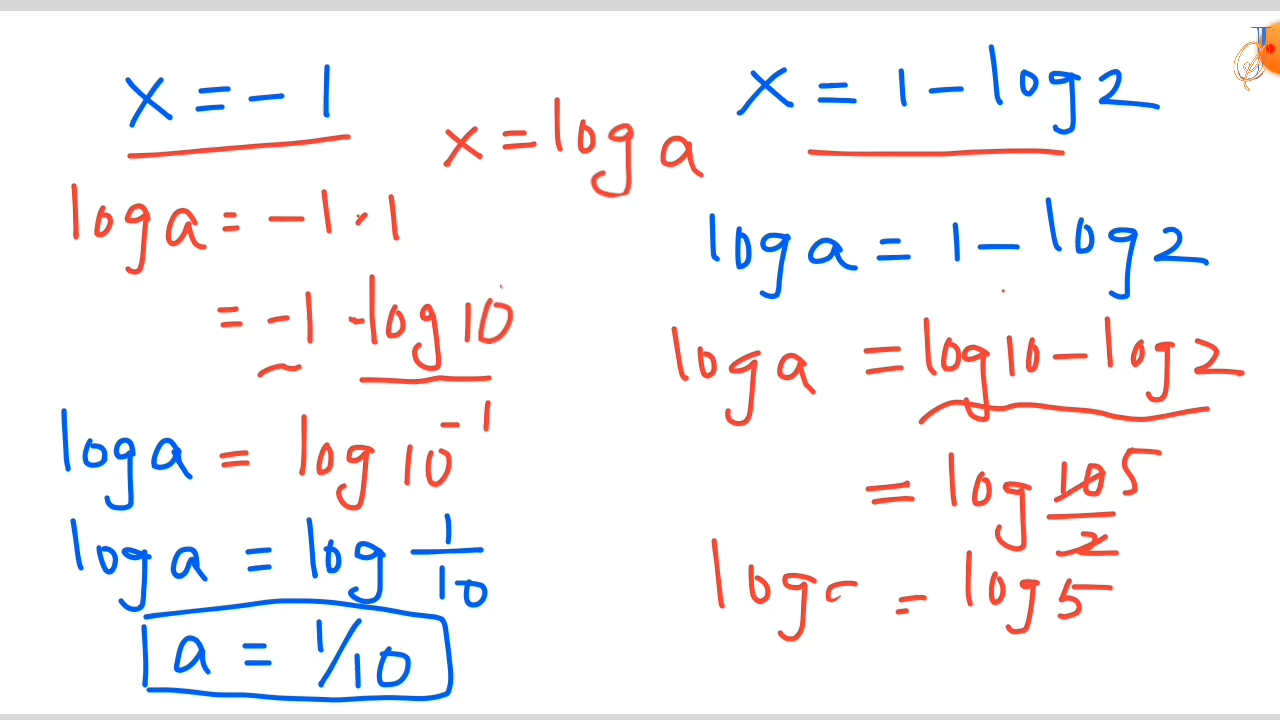 x = -1
log a = -1 · 1
= -1 · log 10
log a = log 10⁻¹
log a = log 1/10
a = 1/10
x = log a
x = 1 - log 2
log a = 1 - log 2
log a = log 10 - log 2
= log 10/2 5
log = log 5